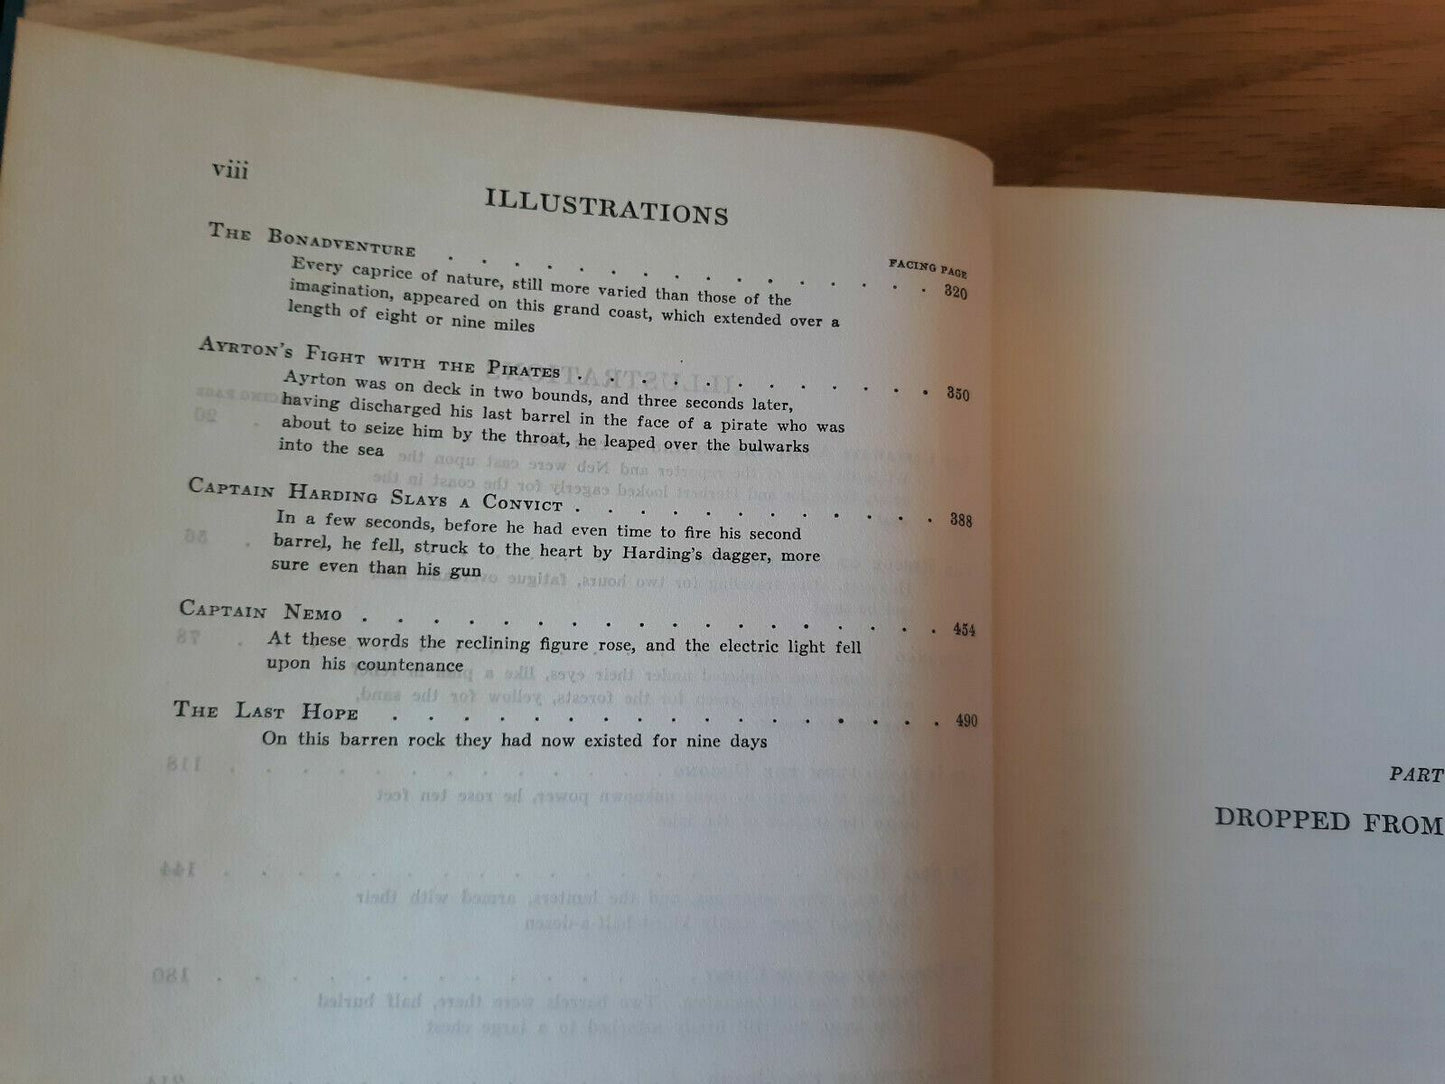 viii
ILLUSTRATIONS
FACING PAGE
THE BONADVENTURE . . . . . . . . . . . . . . . . 320
Every caprice of nature, still more varied than those of the
imagination, appeared on this grand coast, which extended over a
length of eight or nine miles
AYRTON'S FIGHT WITH THE PIRATES . . . . . . . . . . . . 350
Ayrton was on deck in two bounds, and three seconds later,
having discharged his last barrel in the face of a pirate who was
about to seize him by the throat, he leaped over the bulwarks
into the sea
CAPTAIN HARDING SLAYS A CONVICT . . . . . . . . . . . . 388
In a few seconds, before he had even time to fire his second
barrel, he fell, struck to the heart by Harding's dagger, more
sure even than his gun
CAPTAIN NEMO . . . . . . . . . . . . . . . . . . 454
At these words the reclining figure rose, and the electric light fell
upon his countenance
THE LAST HOPE . . . . . . . . . . . . . . . . . 490
On this barren rock they had now existed for nine days
PART
DROPPED FROM